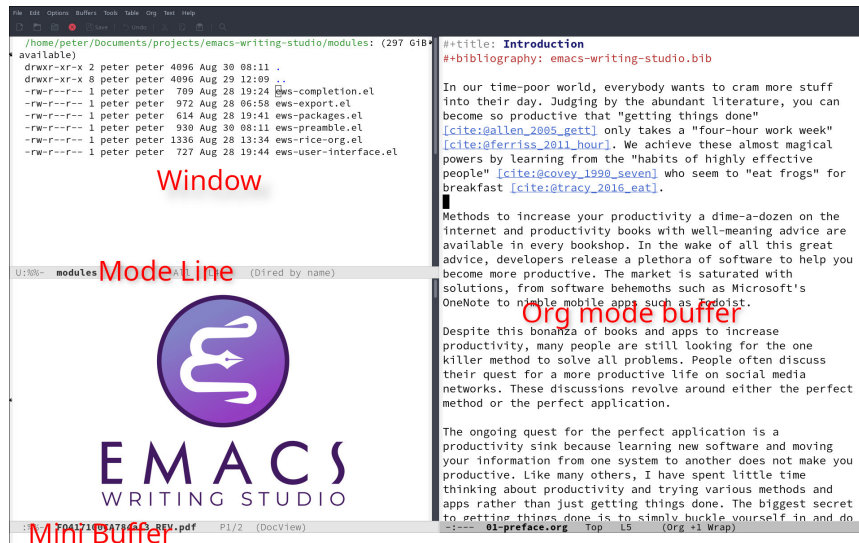 File Edit Options Buffers Tools Table Org Text Help
Save Undo
/home/peter/Documents/projects/emacs-writing-studio/modules: (297 GiB
available)
drwxr-xr-x 2 peter peter 4096 Aug 30 08:11 .
drwxr-xr-x 8 peter peter 4096 Aug 29 12:09 ..
-rw-r--r-- 1 peter peter 709 Aug 28 19:24 ews-completion.el
-rw-r--r-- 1 peter peter 972 Aug 28 06:58 ews-export.el
-rw-r--r-- 1 peter peter 614 Aug 28 19:41 ews-packages.el
-rw-r--r-- 1 peter peter 930 Aug 30 08:11 ews-preamble.el
-rw-r--r-- 1 peter peter 1336 Aug 28 13:34 ews-rice-org.el
-rw-r--r-- 1 peter peter 727 Aug 28 19:44 ews-user-interface.el
Window
U:%%- modules (Dired by name)
Mode Line
EMACS
WRITING STUDIO
P1/2 (DocView)
Mini Buffer
#+title: Introduction
#+bibliography: emacs-writing-studio.bib
In our time-poor world, everybody wants to cram more stuff
into their day. Judging by the abundant literature, you can
become so productive that "getting things done"
[cite:@allen_2005_gett] only takes a "four-hour work week"
[cite:@ferriss_2011_hour]. We achieve these almost magical
powers by learning from the "habits of highly effective
people" [cite:@covey_1990_seven] who seem to "eat frogs" for
breakfast [cite:@tracy_2016_eat].
Methods to increase your productivity a dime-a-dozen on the
internet and productivity books with well-meaning advice are
available in every bookshop. In the wake of all this great
advice, developers release a plethora of software to help you
become more productive. The market is saturated with
solutions, from software behemoths such as Microsoft's
OneNote to nimble mobile apps such as Todoist.
Org mode buffer
Despite this bonanza of books and apps to increase
productivity, many people are still looking for the one
killer method to solve all problems. People often discuss
their quest for a more productive life on social media
networks. These discussions revolve around either the perfect
method or the perfect application.
The ongoing quest for the perfect application is a
productivity sink because learning new software and moving
your information from one system to another does not make you
productive. Like many others, I have spent little time
thinking about productivity and trying various methods and
apps rather than just getting things done. The biggest secret
to getting things done is to simply buckle yourself in and do
-:--- 01-preface.org Top L5 (Org +1 Wrap)